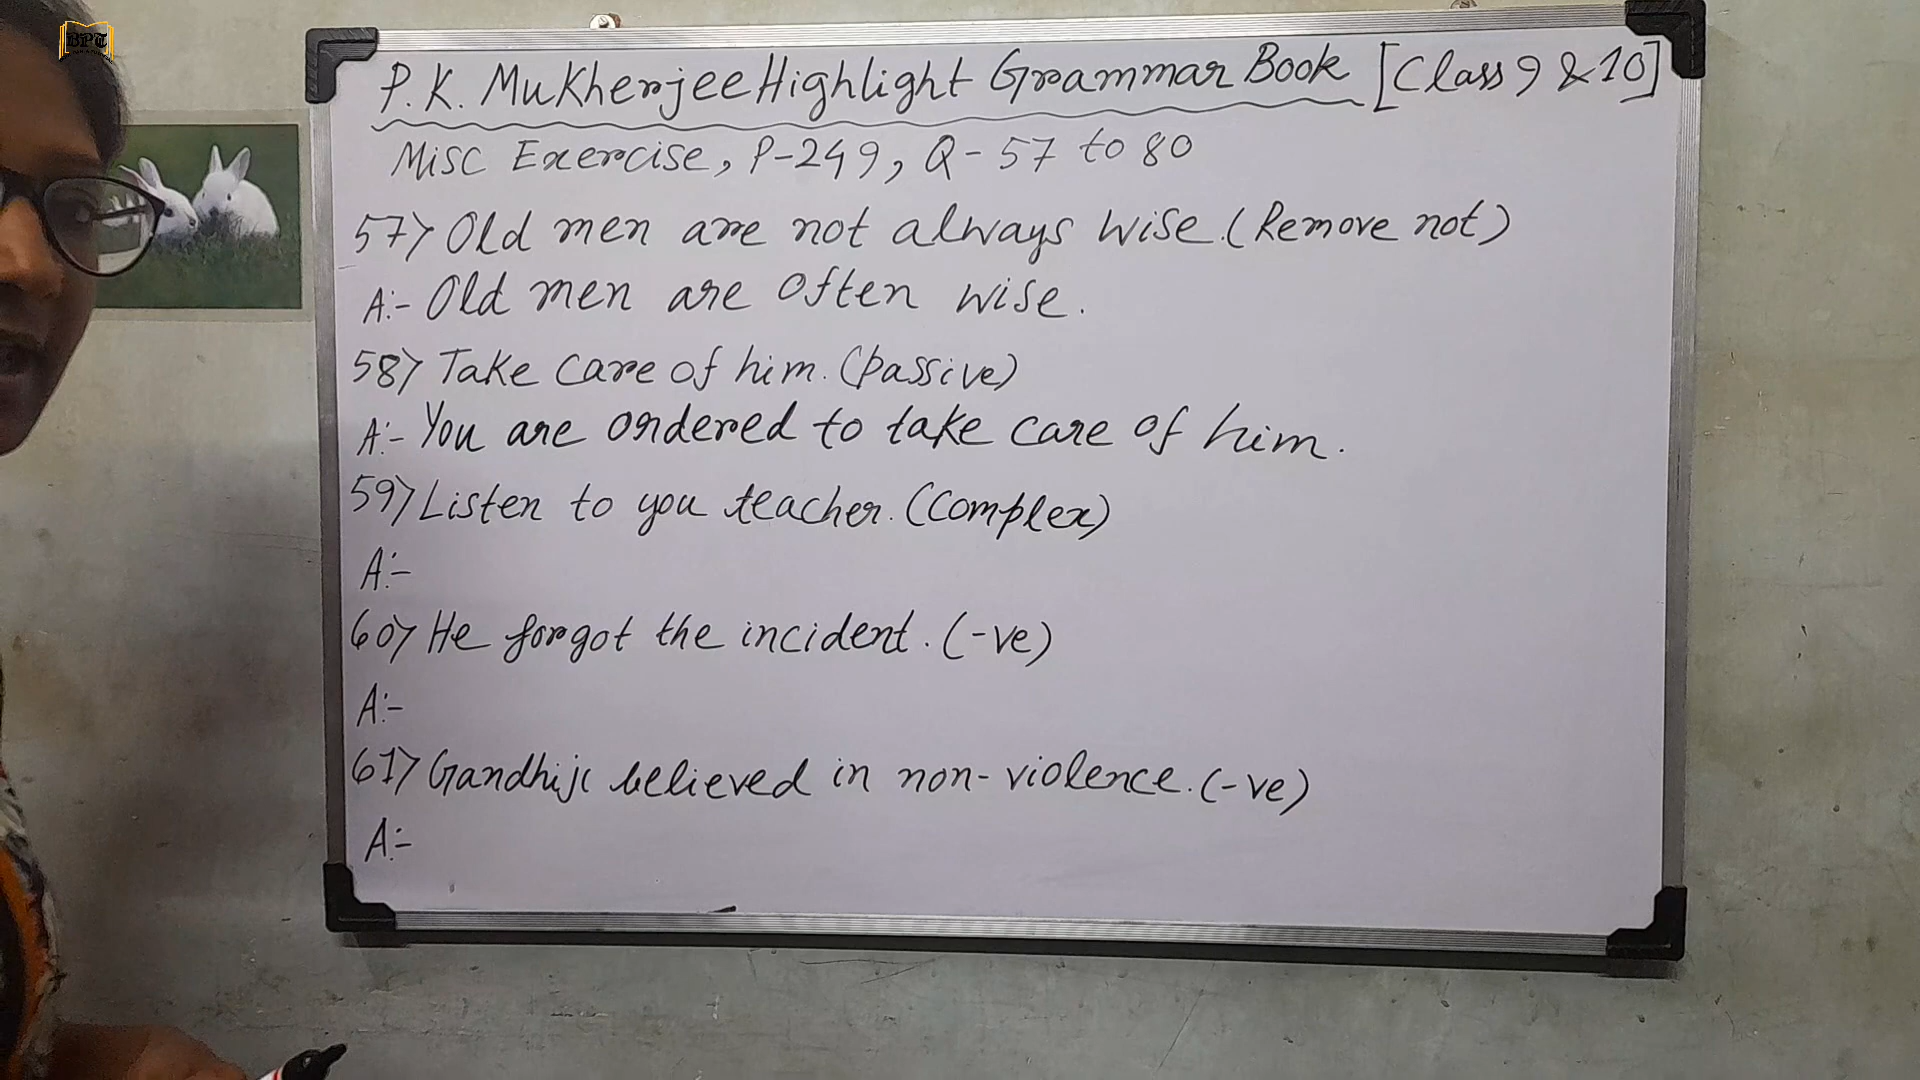 BPT
P. K. Mukherjee Highlight Grammar Book [Class 9 & 10]
Misc Exercise, P-249, Q-57 to 80
57) Old men are not always wise. (Remove not)
A:- Old men are often wise.
58) Take care of him. (passive)
A:- You are ordered to take care of him.
59) Listen to you teacher. (Complex)
A:-
60) He forgot the incident. (-ve)
A:-
61) Gandhiji believed in non-violence. (-ve)
A:-